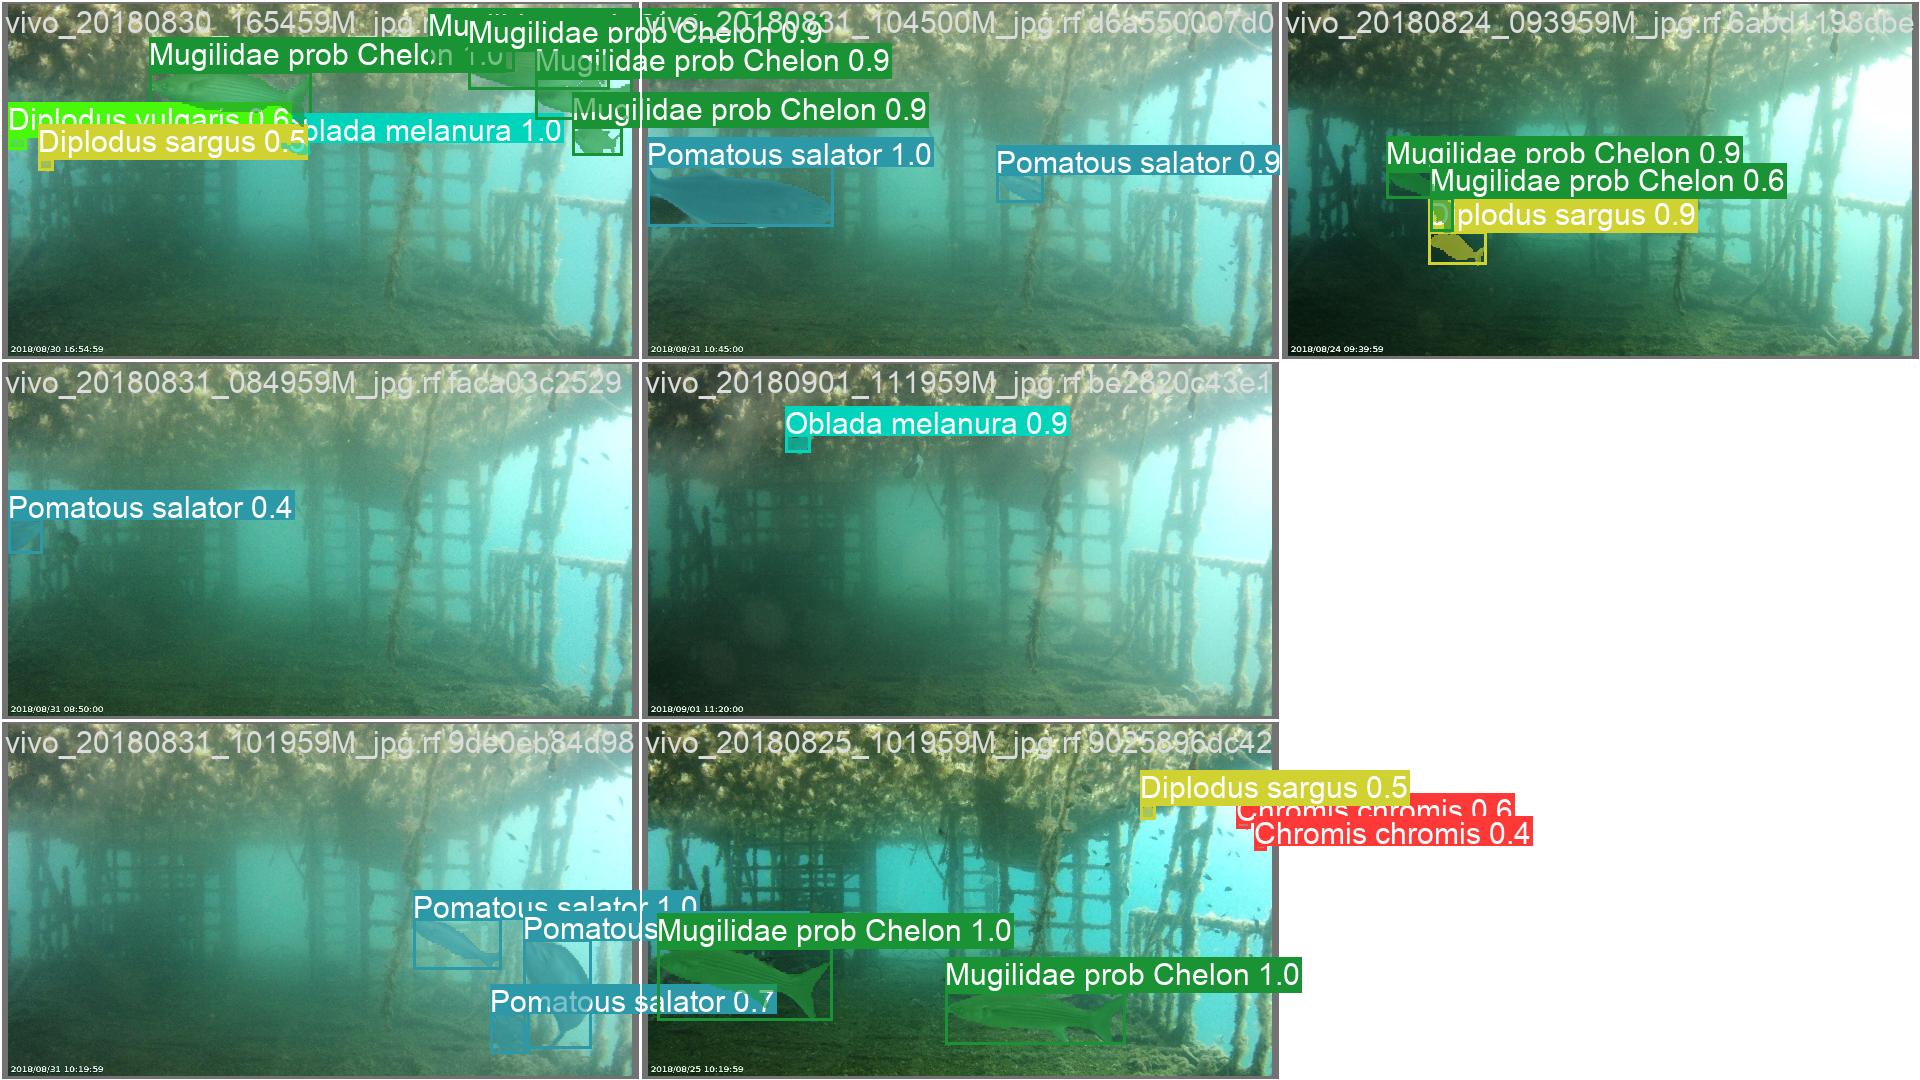 vivo_20180830_165459M_jpg.r
Mu
Mugilidae prob Chelon 0.9
Mugilidae prob Chelon 1.0
Mugilidae prob Chelon 0.9
Mugilidae prob Chelon 0.9
Diplodus vulgaris 0.6
Diplodus sargus 0.5
blada melanura 1.0
2018/08/30 16:54:59
vivo_20180831_104500M_jpg.rf.d6a550007d0
Pomatous salator 1.0
Pomatous salator 0.9
2018/08/31 10:45:00
vivo_20180824_093959M_jpg.rf.6abd1198dbe
Mugilidae prob Chelon 0.9
Mugilidae prob Chelon 0.6
Diplodus sargus 0.9
2018/08/24 09:39:59
vivo_20180831_084959M_jpg.rf.faca03c2529
Pomatous salator 0.4
2018/08/31 08:50:00
vivo_20180901_111959M_jpg.rf.be2820c43e1
Oblada melanura 0.9
2018/09/01 11:20:00
vivo_20180831_101959M_jpg.rf.9de0eb84d98
Pomatous salator 1.0
Pomatous
Pomatous salator 0.7
2018/08/31 10:19:59
vivo_20180825_101959M_jpg.rf.9025896dc42
Diplodus sargus 0.5
Chromis chromis 0.6
Chromis chromis 0.4
Mugilidae prob Chelon 1.0
Mugilidae prob Chelon 1.0
2018/08/25 10:19:59